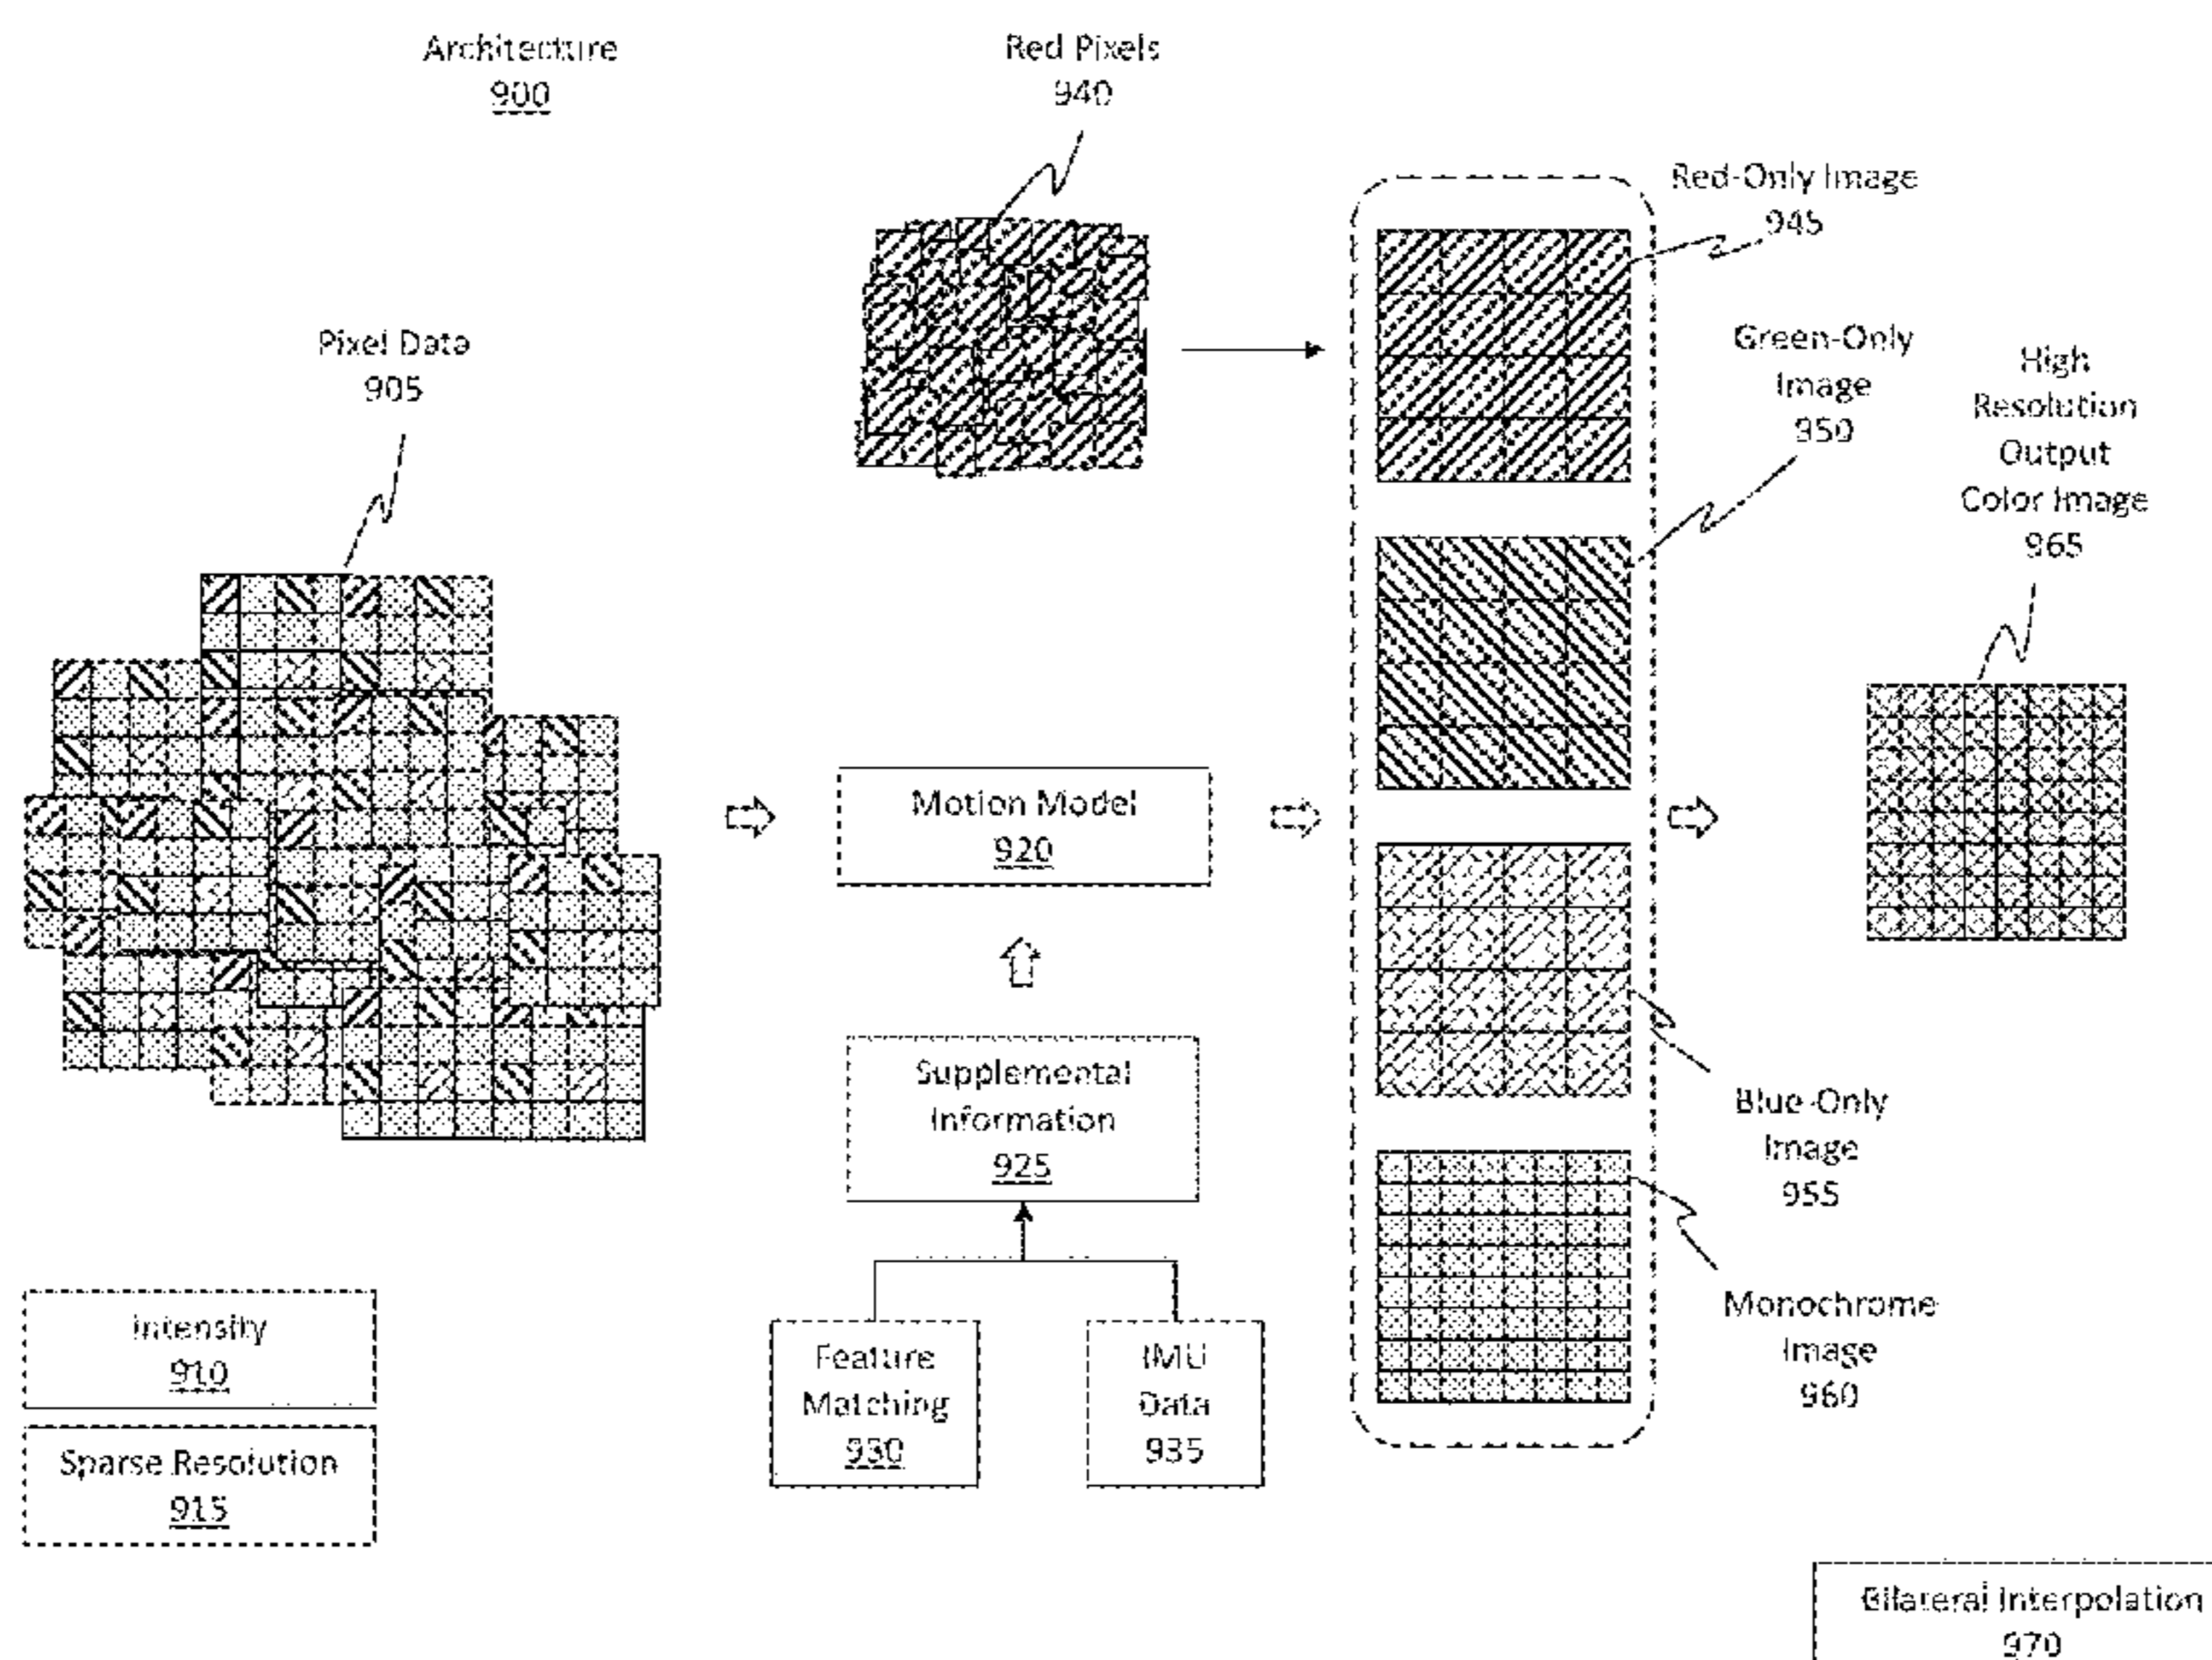 Architecture
900
Red Pixels
940
Red-Only Image
945
Pixel Data
905
Green-Only
Image
950
High
Resolution
Output
Color Image
965
Motion Model
920
Supplemental
Information
925
Blue-Only
Image
955
Intensity
910
Feature
Matching
930
IMU
Data
935
Monochrome
Image
960
Sparse Resolution
915
Bilateral Interpolation
970